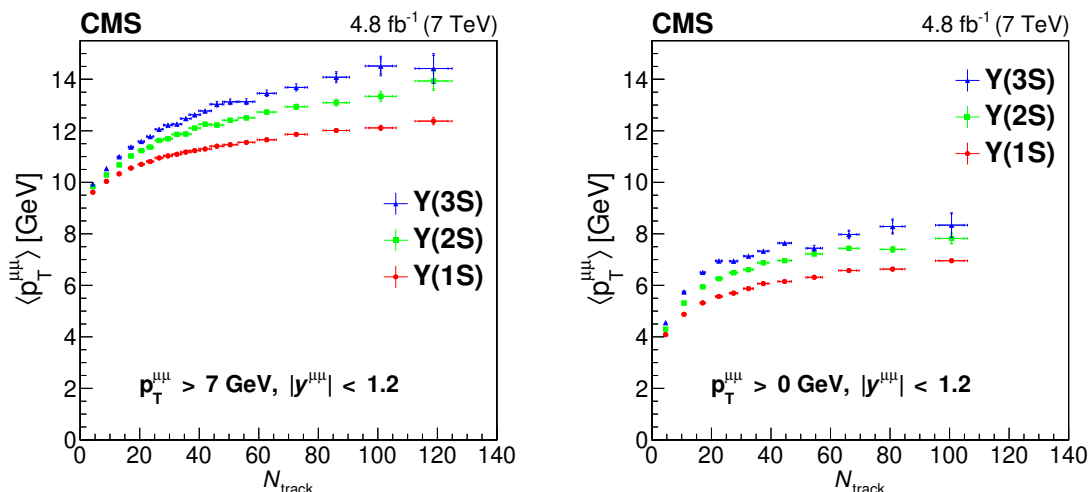 CMS 4.8 fb⁻¹ (7 TeV)
⟨p_T^μμ⟩ [GeV]
14
12
10
8
6
4
2
0
Υ(3S)
Υ(2S)
Υ(1S)
p_T^μμ > 7 GeV, |y^μμ| < 1.2
0 20 40 60 80 100 120 140
N_track
CMS 4.8 fb⁻¹ (7 TeV)
⟨p_T^μμ⟩ [GeV]
14
12
10
8
6
4
2
0
Υ(3S)
Υ(2S)
Υ(1S)
p_T^μμ > 0 GeV, |y^μμ| < 1.2
0 20 40 60 80 100 120 140
N_track